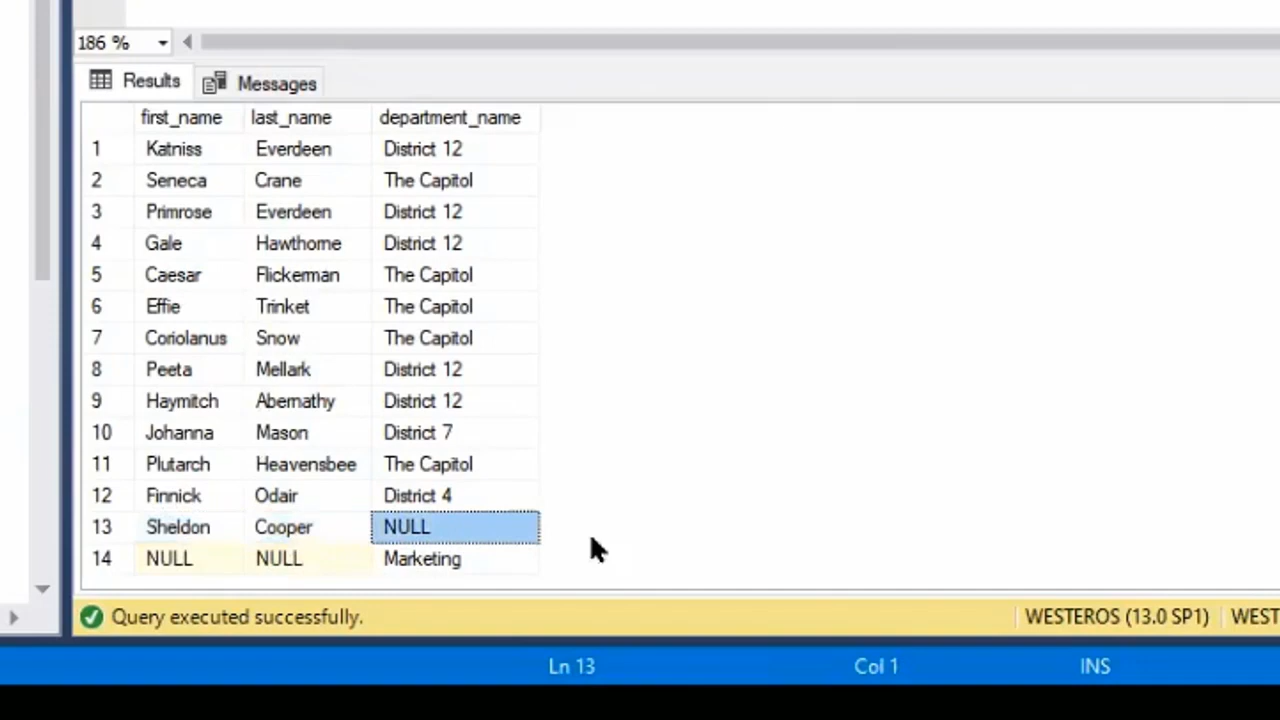 186 %
Results Messages
first_name last_name department_name
1 Katniss Everdeen District 12
2 Seneca Crane The Capitol
3 Primrose Everdeen District 12
4 Gale Hawthorne District 12
5 Caesar Flickerman The Capitol
6 Effie Trinket The Capitol
7 Coriolanus Snow The Capitol
8 Peeta Mellark District 12
9 Haymitch Abernathy District 12
10 Johanna Mason District 7
11 Plutarch Heavensbee The Capitol
12 Finnick Odair District 4
13 Sheldon Cooper NULL
14 NULL NULL Marketing
Query executed successfully. WESTEROS (13.0 SP1) WEST
Ln 13 Col 1 INS